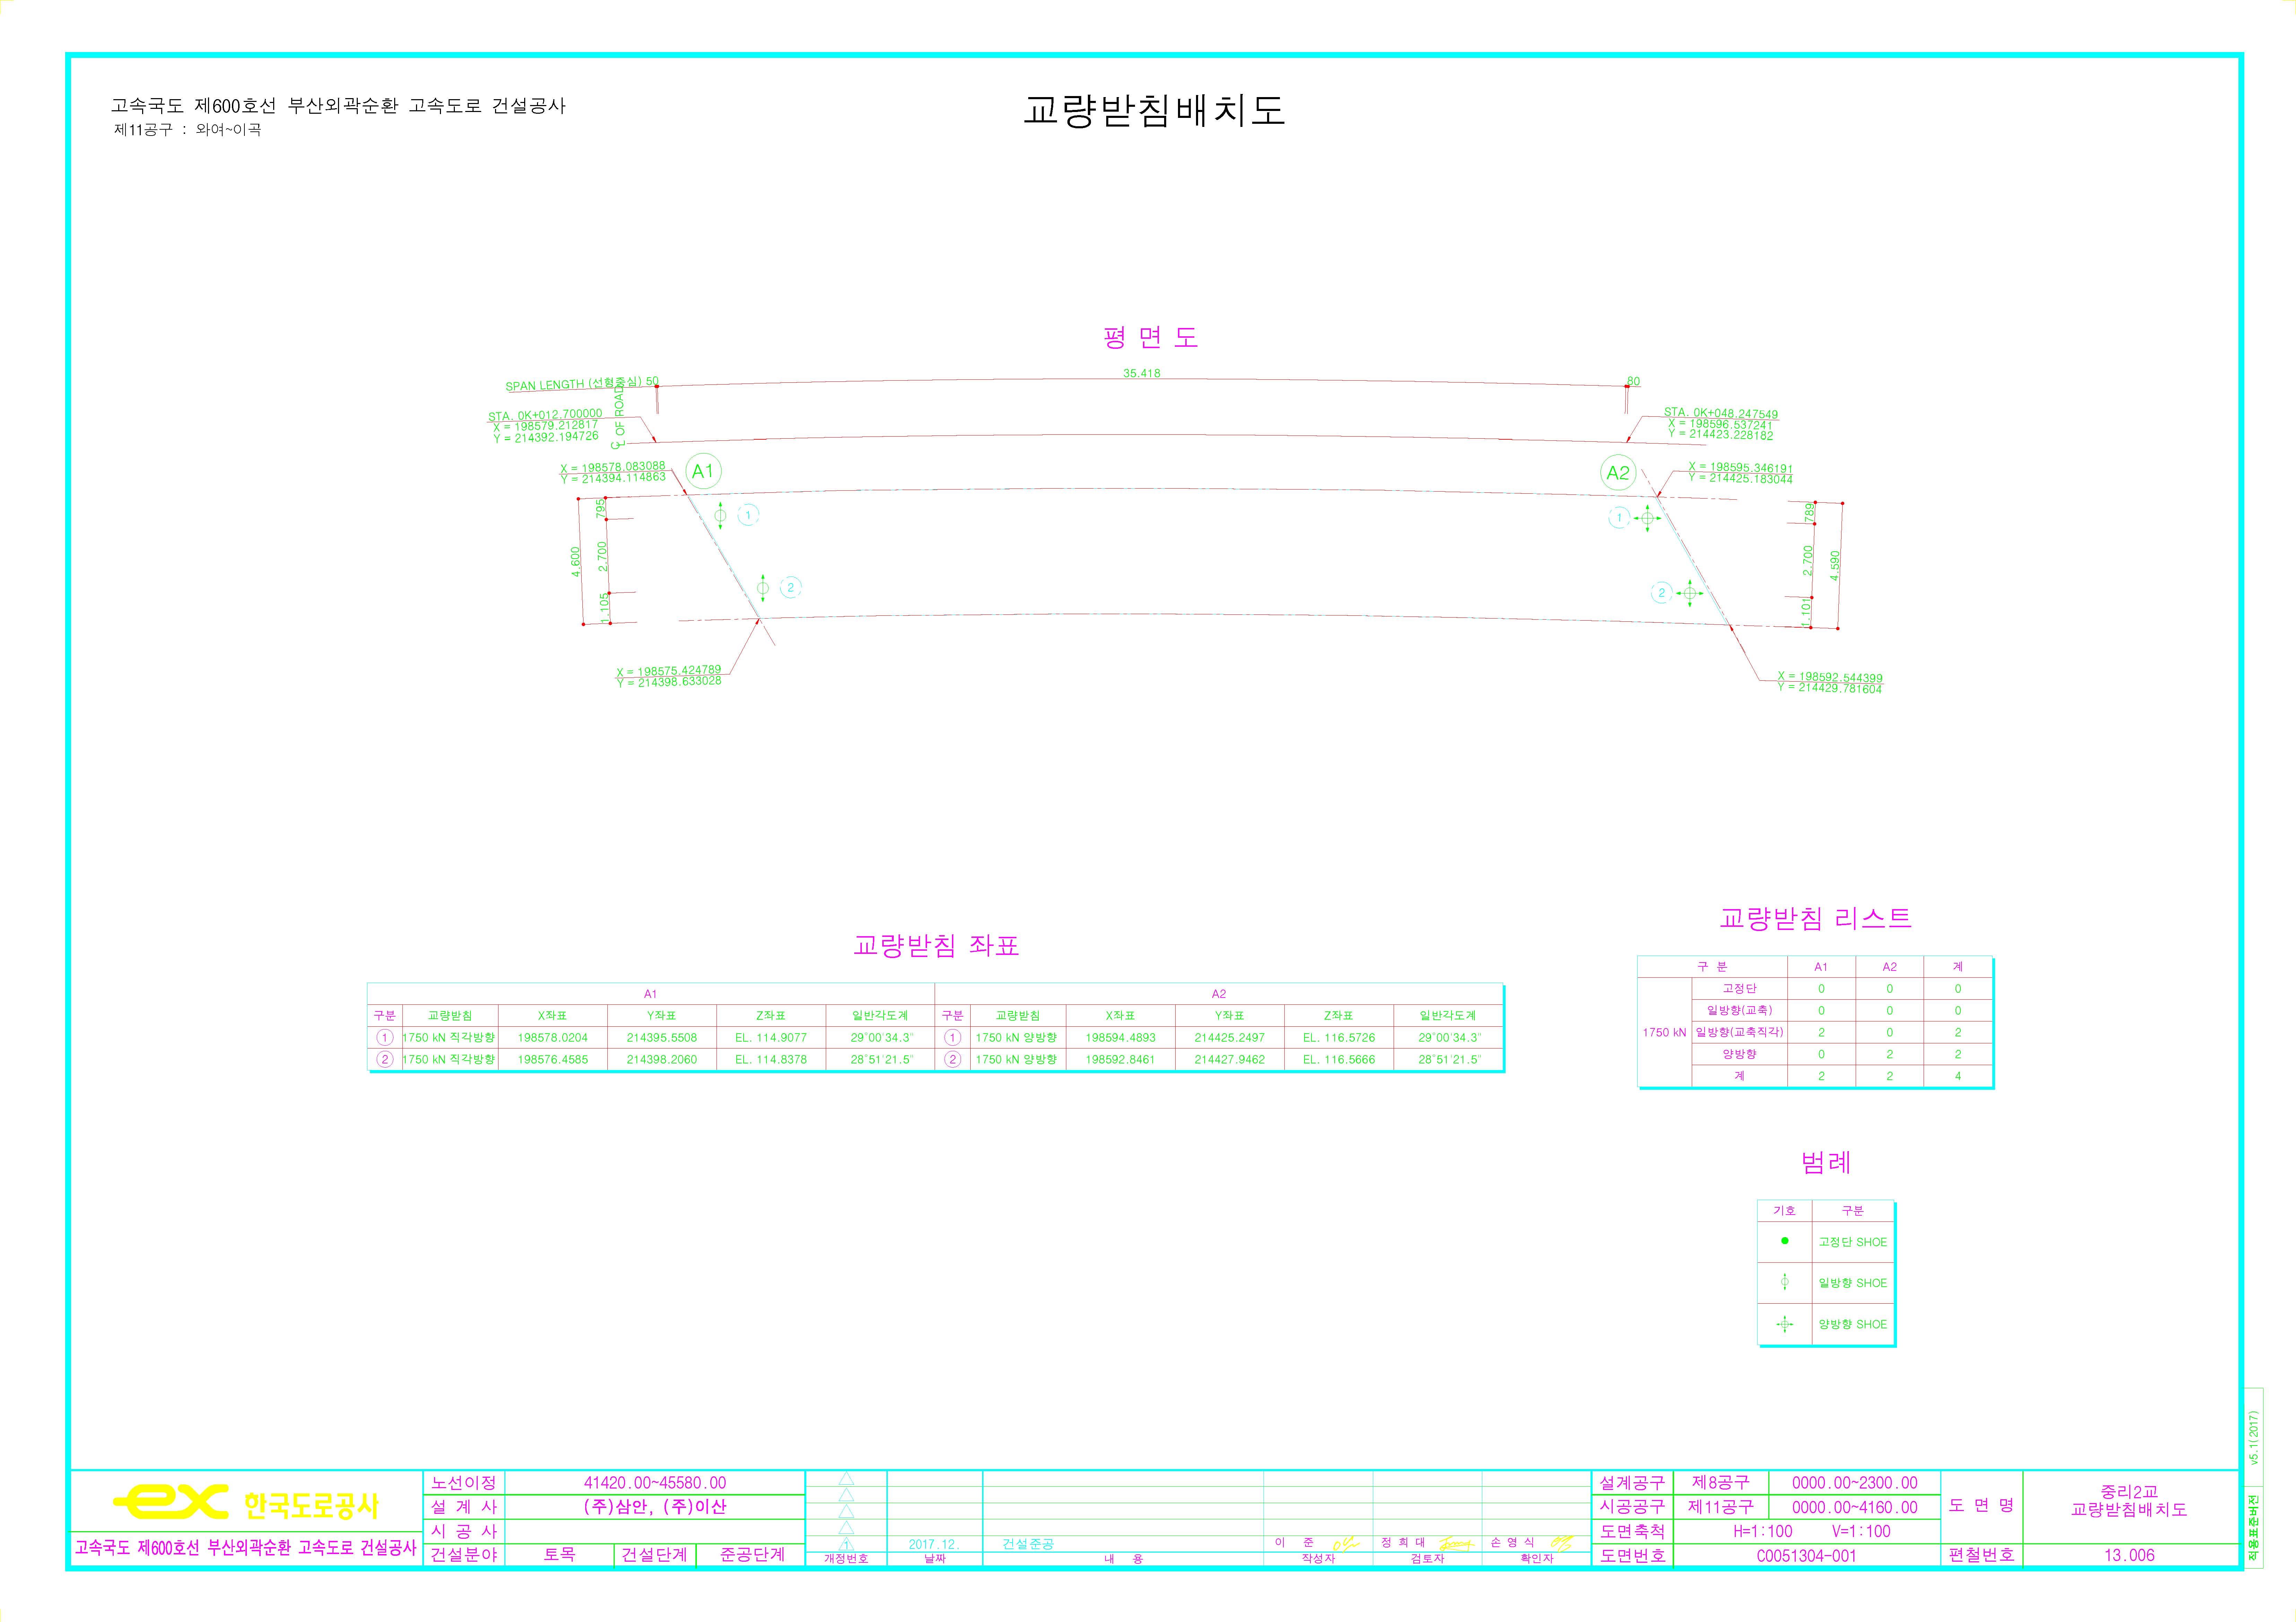 고속국도 제600호선 부산외곽순환 고속도로 건설공사
제11공구 : 와여~이곡
교량받침배치도
평 면 도
SPAN LENGTH (선형중심) 50
35.418
80
STA. 0K+012.700000
X = 198579.212817
Y = 214392.194726
℄ OF ROAD
STA. 0K+048.247549
X = 198596.537241
Y = 214423.228182
X = 198578.083088
Y = 214394.114863
A1
A2
X = 198595.346191
Y = 214425.183044
1
2
1
2
795
2.700
1.105
4.600
789
2.700
1.101
4.590
X = 198575.424789
Y = 214398.633028
X = 198592.544399
Y = 214429.781604
교량받침 좌표
A1 A2
구분 교량받침 X좌표 Y좌표 Z좌표 일반각도계 구분 교량받침 X좌표 Y좌표 Z좌표 일반각도계
1 1750 kN 직각방향 198578.0204 214395.5508 EL. 114.9077 29°00'34.3" 1 1750 kN 양방향 198594.4893 214425.2497 EL. 116.5726 29°00'34.3"
2 1750 kN 직각방향 198576.4585 214398.2060 EL. 114.8378 28°51'21.5" 2 1750 kN 양방향 198592.8461 214427.9462 EL. 116.5666 28°51'21.5"
교량받침 리스트
구 분 A1 A2 계
1750 kN
고정단 0 0 0
일방향(교축) 0 0 0
일방향(교축직각) 2 0 2
양방향 0 2 2
계 2 2 4
범례
기호 구분
고정단 SHOE
일방향 SHOE
양방향 SHOE
v5.1(2017)
적용표준버전
ex 한국도로공사
고속국도 제600호선 부산외곽순환 고속도로 건설공사
노선이정 41420.00~45580.00
설 계 사 (주)삼안, (주)이산
시 공 사
건설분야 토목 건설단계 준공단계
1 2017.12. 건설준공 이 준 정 희 대 손 영 식
개정번호 날짜 내 용 작성자 검토자 확인자
설계공구 제8공구 0000.00~2300.00
시공공구 제11공구 0000.00~4160.00
도면축척 H=1:100 V=1:100
도면번호 C0051304-001
도 면 명 중리2교
교량받침배치도
편철번호 13.006